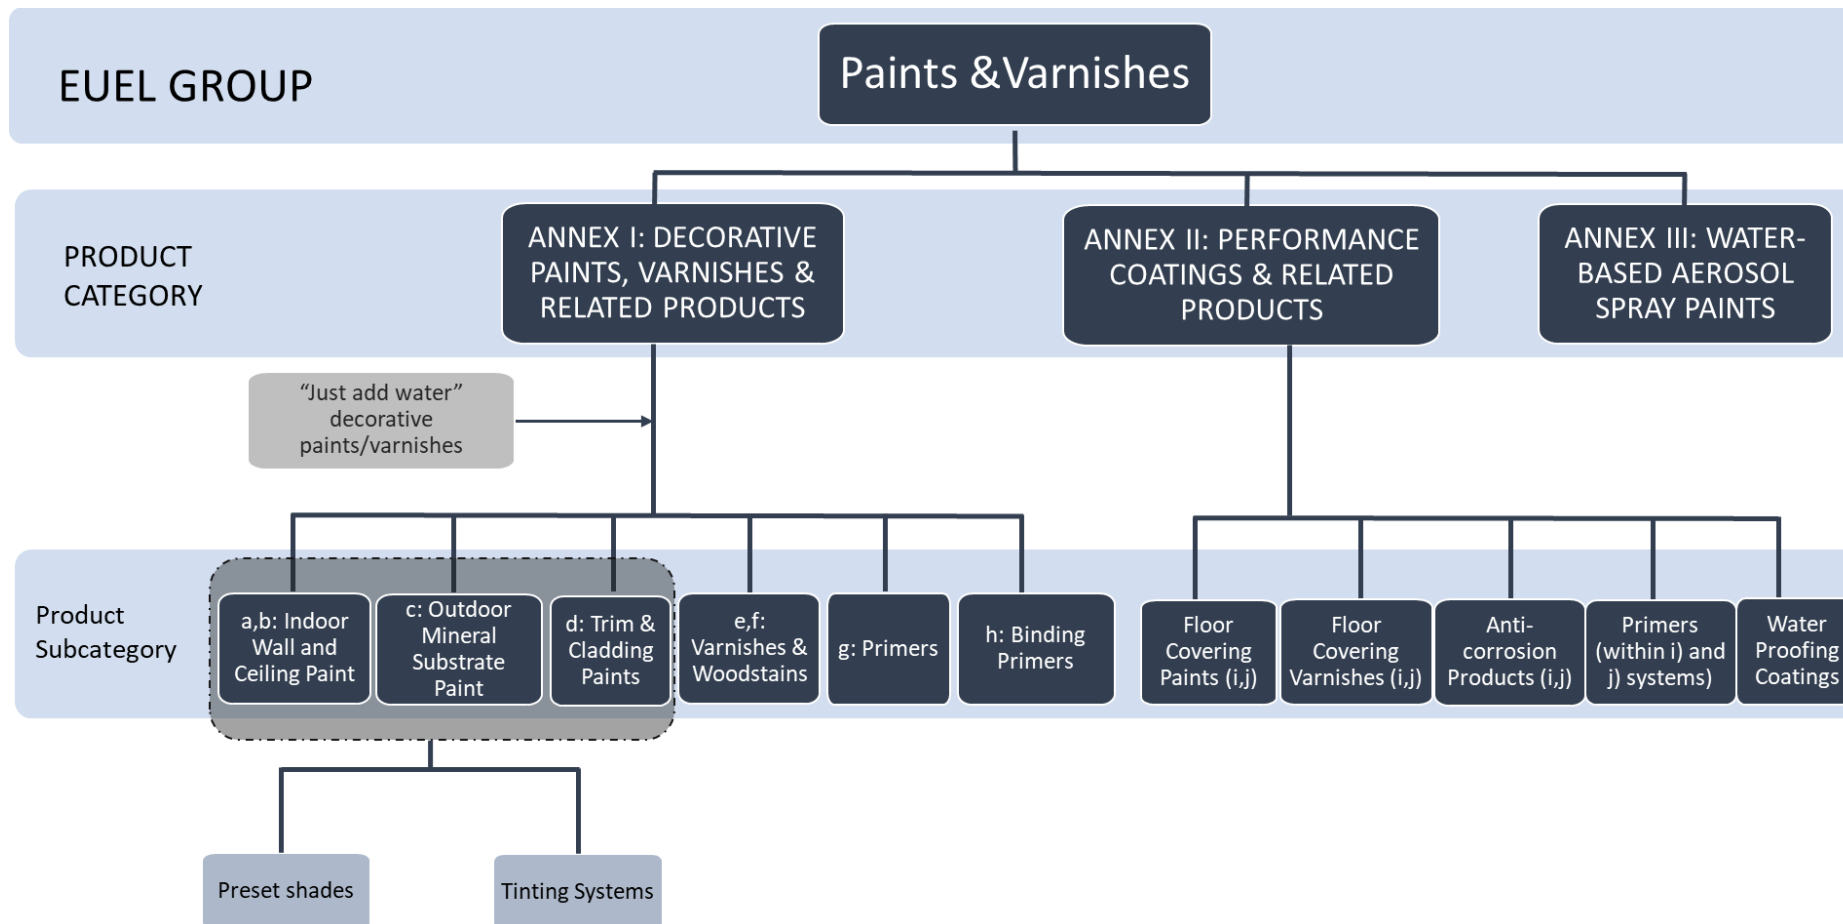 EUEL GROUP
Paints &Varnishes
PRODUCT
CATEGORY
ANNEX I: DECORATIVE
PAINTS, VARNISHES &
RELATED PRODUCTS
ANNEX II: PERFORMANCE
COATINGS & RELATED
PRODUCTS
ANNEX III: WATER-
BASED AEROSOL
SPRAY PAINTS
“Just add water”
decorative
paints/varnishes
Product
Subcategory
a,b: Indoor
Wall and
Ceiling Paint
c: Outdoor
Mineral
Substrate
Paint
d: Trim &
Cladding
Paints
e,f:
Varnishes &
Woodstains
g: Primers
h: Binding
Primers
Floor
Covering
Paints (i,j)
Floor
Covering
Varnishes (i,j)
Anti-
corrosion
Products (i,j)
Primers
(within i) and
j) systems)
Water
Proofing
Coatings
Preset shades
Tinting Systems